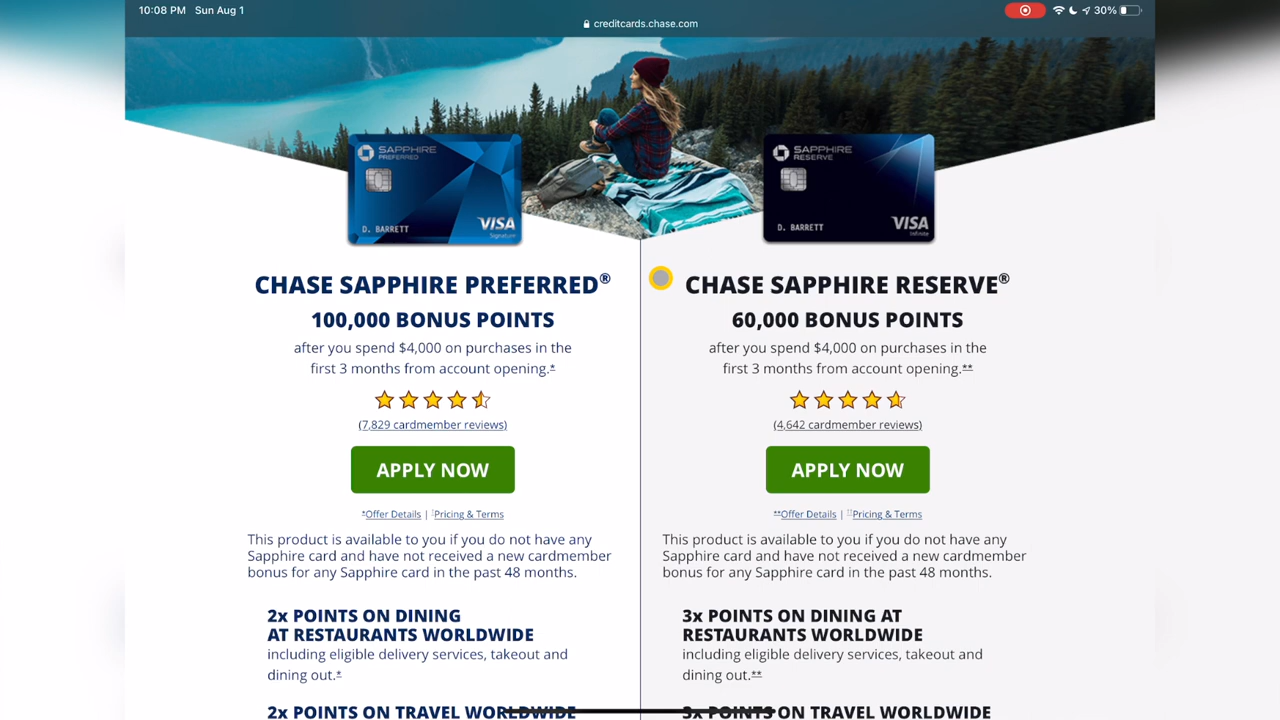 10:08 PM Sun Aug 1
30%
creditcards.chase.com
SAPPHIRE
PREFERRED
D. BARRETT
VISA
Signature
SAPPHIRE
RESERVE
D. BARRETT
VISA
Infinite
CHASE SAPPHIRE PREFERRED®
100,000 BONUS POINTS
after you spend $4,000 on purchases in the
first 3 months from account opening.*
(7,829 cardmember reviews)
APPLY NOW
*Offer Details | †Pricing & Terms
This product is available to you if you do not have any
Sapphire card and have not received a new cardmember
bonus for any Sapphire card in the past 48 months.
2x POINTS ON DINING
AT RESTAURANTS WORLDWIDE
including eligible delivery services, takeout and
dining out.*
2x POINTS ON TRAVEL WORLDWIDE
CHASE SAPPHIRE RESERVE®
60,000 BONUS POINTS
after you spend $4,000 on purchases in the
first 3 months from account opening.**
(4,642 cardmember reviews)
APPLY NOW
**Offer Details | ††Pricing & Terms
This product is available to you if you do not have any
Sapphire card and have not received a new cardmember
bonus for any Sapphire card in the past 48 months.
3x POINTS ON DINING AT
RESTAURANTS WORLDWIDE
including eligible delivery services, takeout and
dining out.**
3x POINTS ON TRAVEL WORLDWIDE